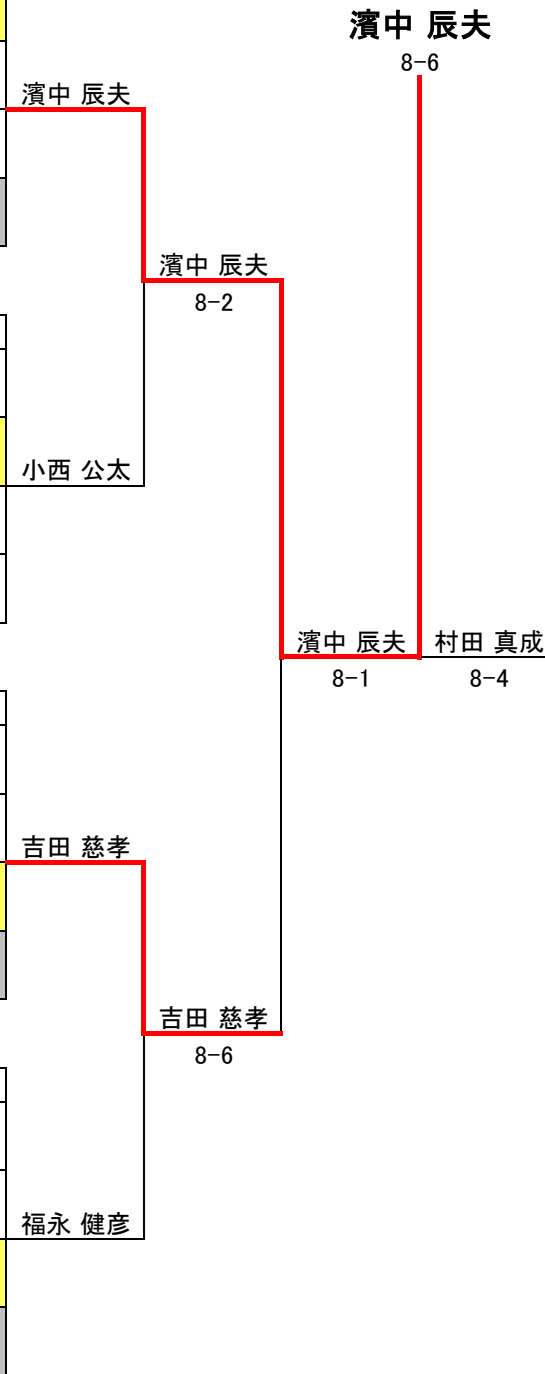 濱中 辰夫
8-6
濱中 辰夫
濱中 辰夫
8-2
小西 公太
濱中 辰夫
8-1
村田 真成
8-4
吉田 慈孝
吉田 慈孝
8-6
福永 健彦